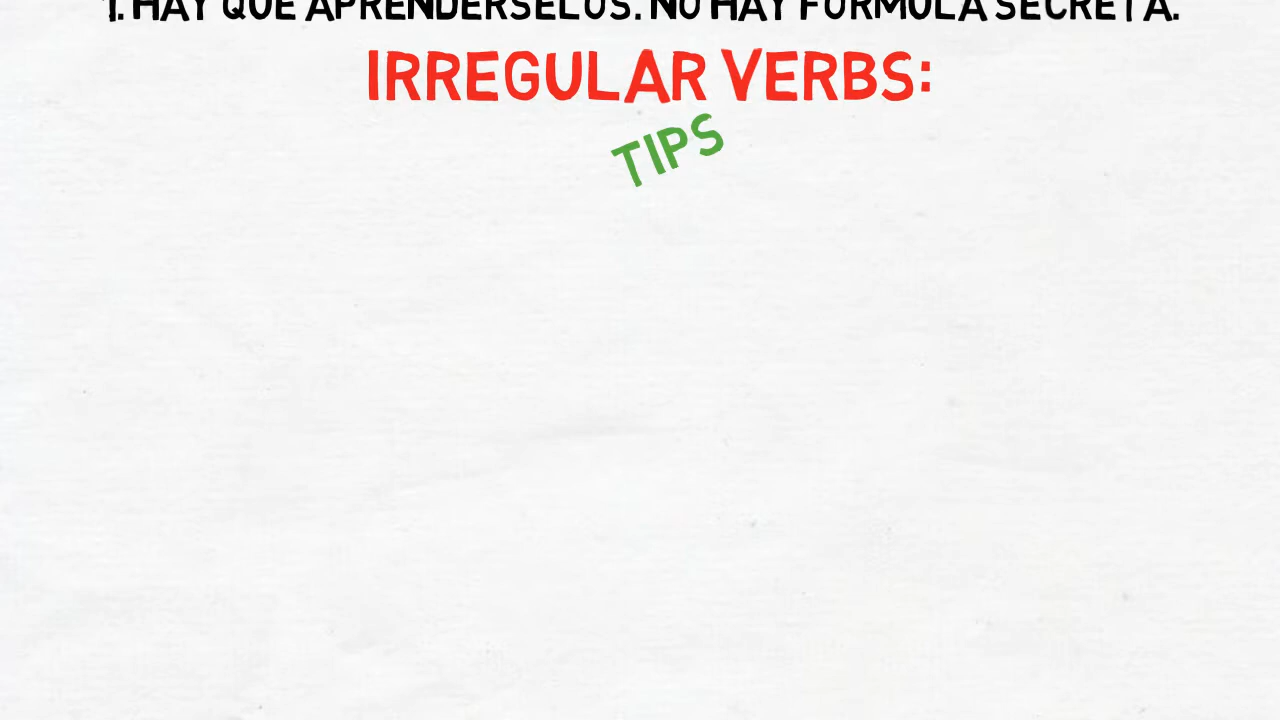 1. HAY QUE APRENDERSELOS. NO HAY FORMULA SECRETA.
IRREGULAR VERBS:
TIPS